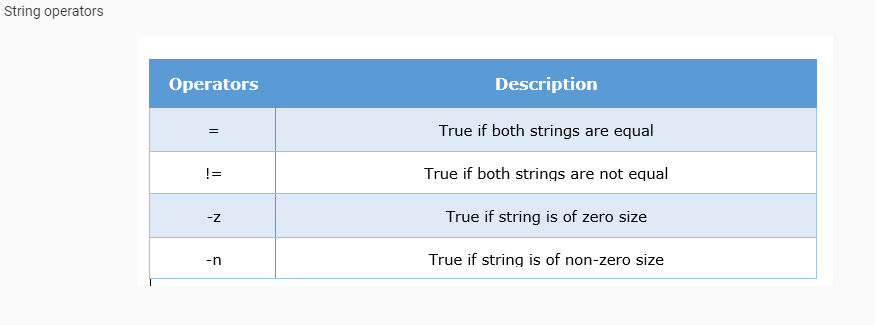 String operators
Operators Description
= True if both strings are equal
!= True if both strings are not equal
-z True if string is of zero size
-n True if string is of non-zero size